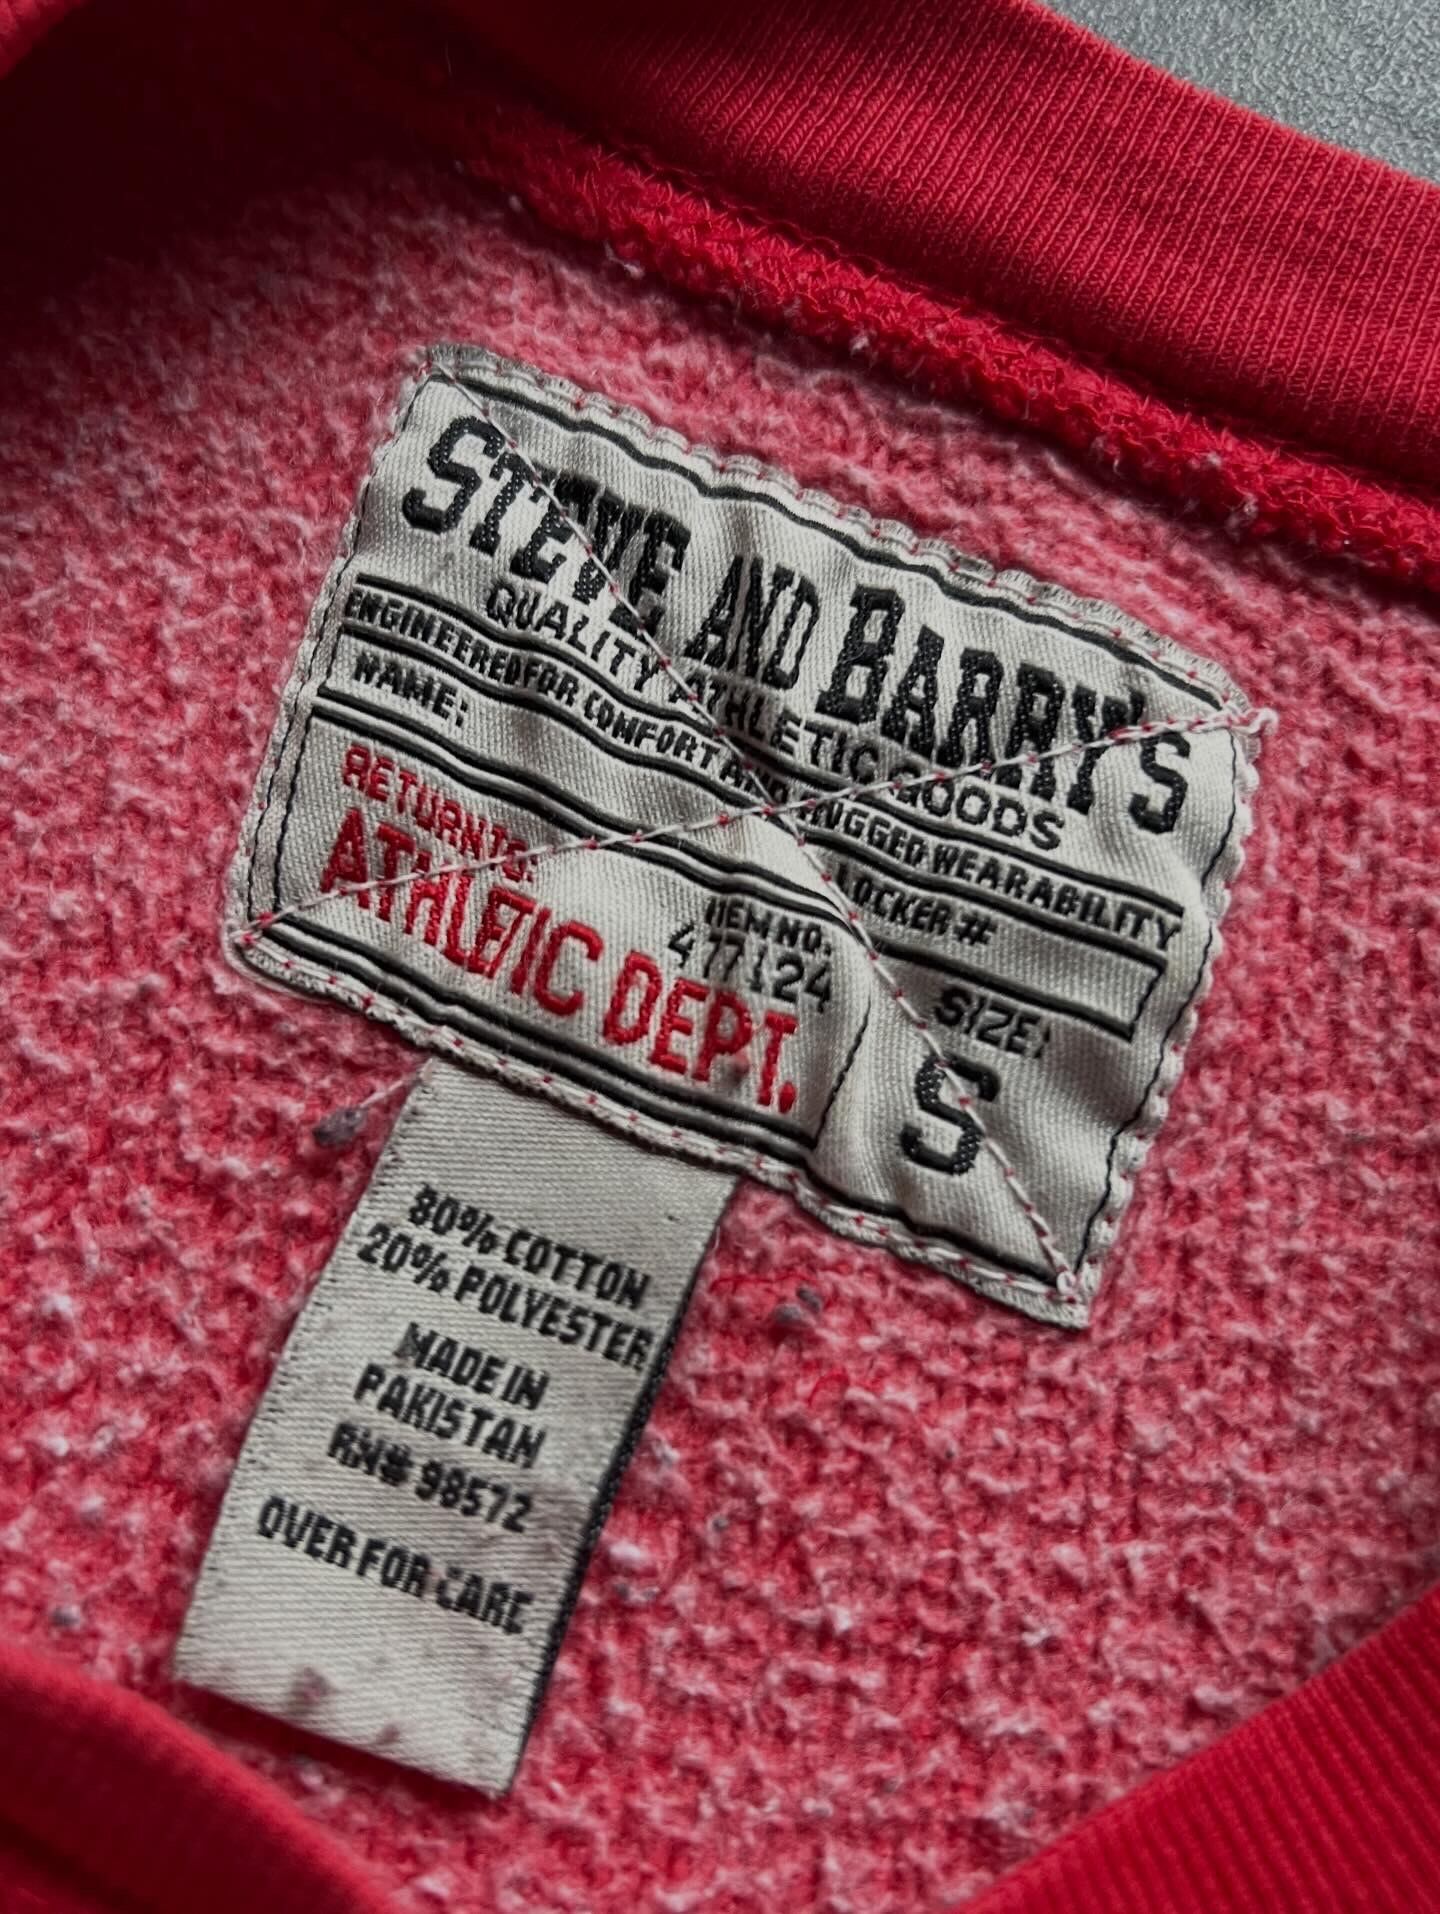 STEVE AND BARRY'S
QUALITY ATHLETIC GOODS
ENGINEERED FOR COMFORT AND RUGGED WEARABILITY
NAME:
LOCKER #
RETURN TO:
ATHLETIC DEPT.
ITEM NO.
477124
SIZE:
S
80% COTTON
20% POLYESTER
MADE IN
PAKISTAN
RN# 98572
OVER FOR CARE